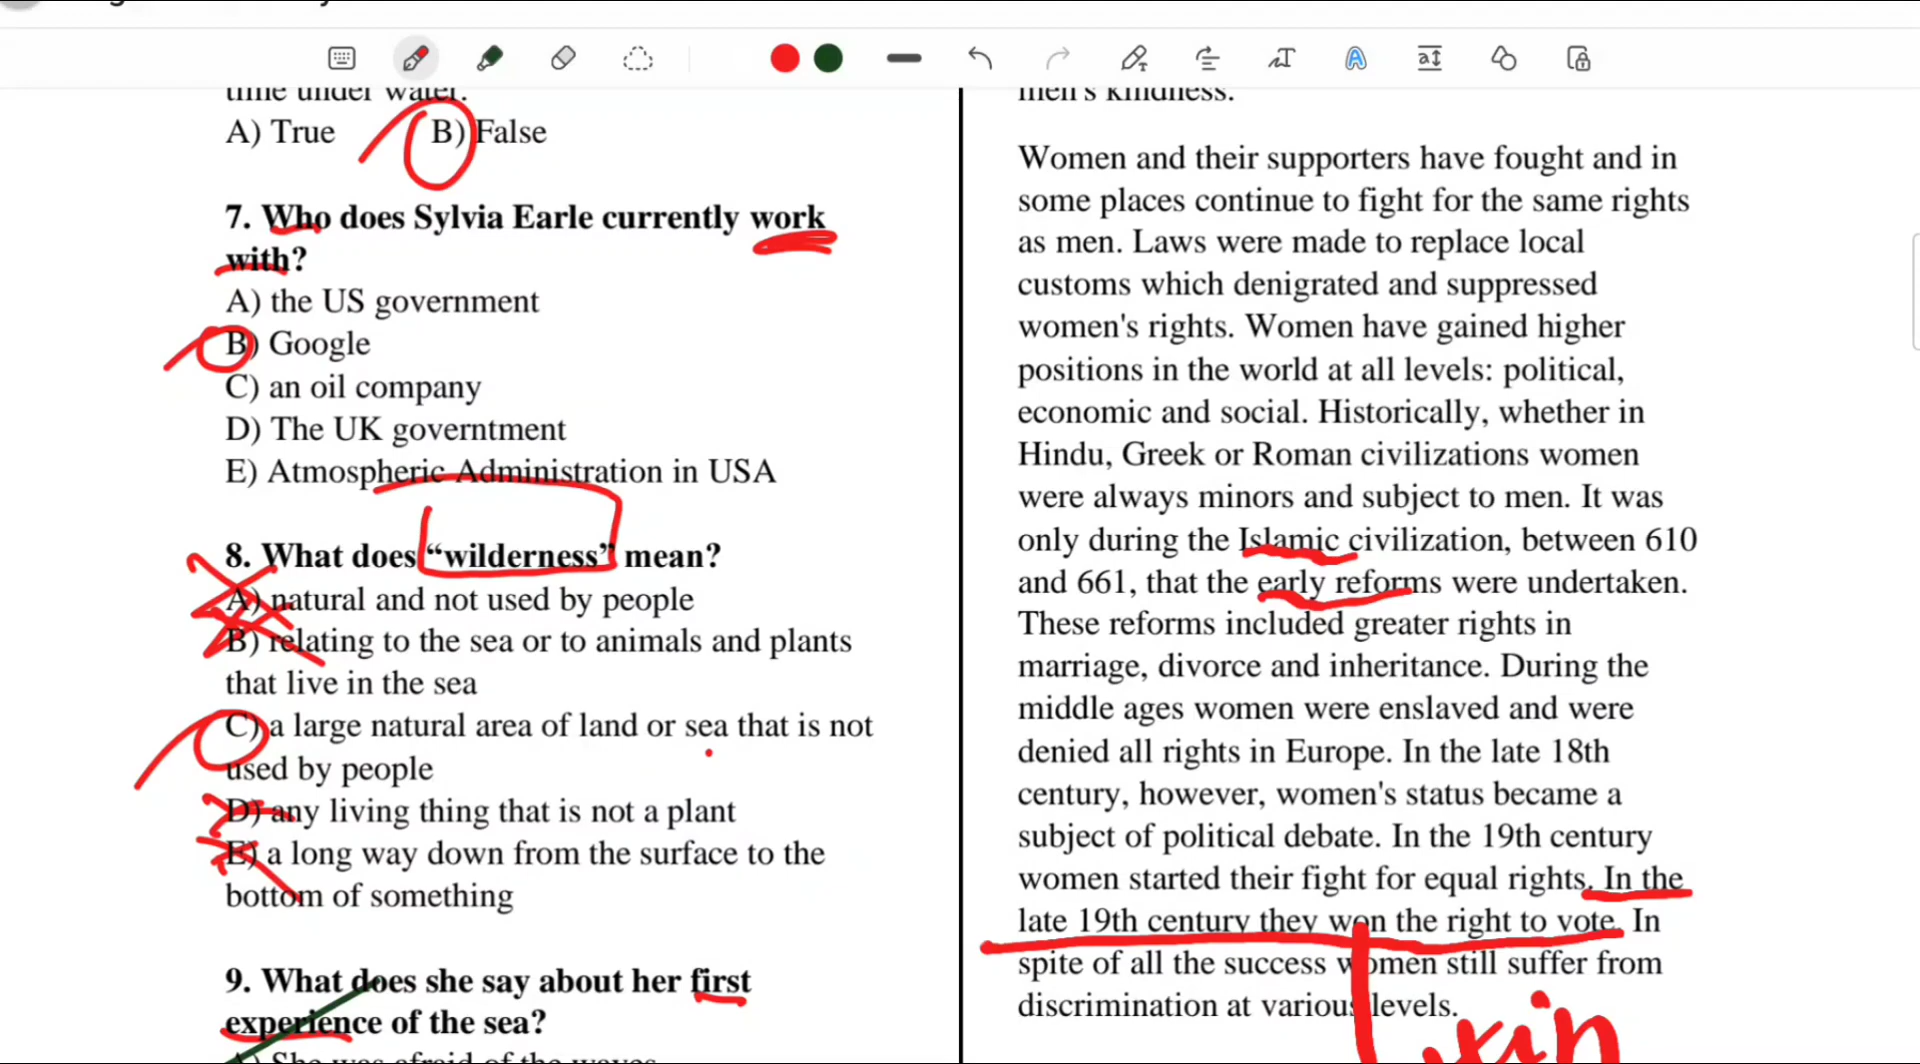 time under water.
A) True B) False
7. Who does Sylvia Earle currently work
with?
A) the US government
B) Google
C) an oil company
D) The UK governtment
E) Atmospheric Administration in USA
8. What does “wilderness” mean?
A) natural and not used by people
B) relating to the sea or to animals and plants
that live in the sea
C) a large natural area of land or sea that is not
used by people
D) any living thing that is not a plant
E) a long way down from the surface to the
bottom of something
9. What does she say about her first
experience of the sea?
A) She was afraid of the waves
men's kindness.
Women and their supporters have fought and in
some places continue to fight for the same rights
as men. Laws were made to replace local
customs which denigrated and suppressed
women's rights. Women have gained higher
positions in the world at all levels: political,
economic and social. Historically, whether in
Hindu, Greek or Roman civilizations women
were always minors and subject to men. It was
only during the Islamic civilization, between 610
and 661, that the early reforms were undertaken.
These reforms included greater rights in
marriage, divorce and inheritance. During the
middle ages women were enslaved and were
denied all rights in Europe. In the late 18th
century, however, women's status became a
subject of political debate. In the 19th century
women started their fight for equal rights. In the
late 19th century they won the right to vote. In
spite of all the success women still suffer from
discrimination at various levels.